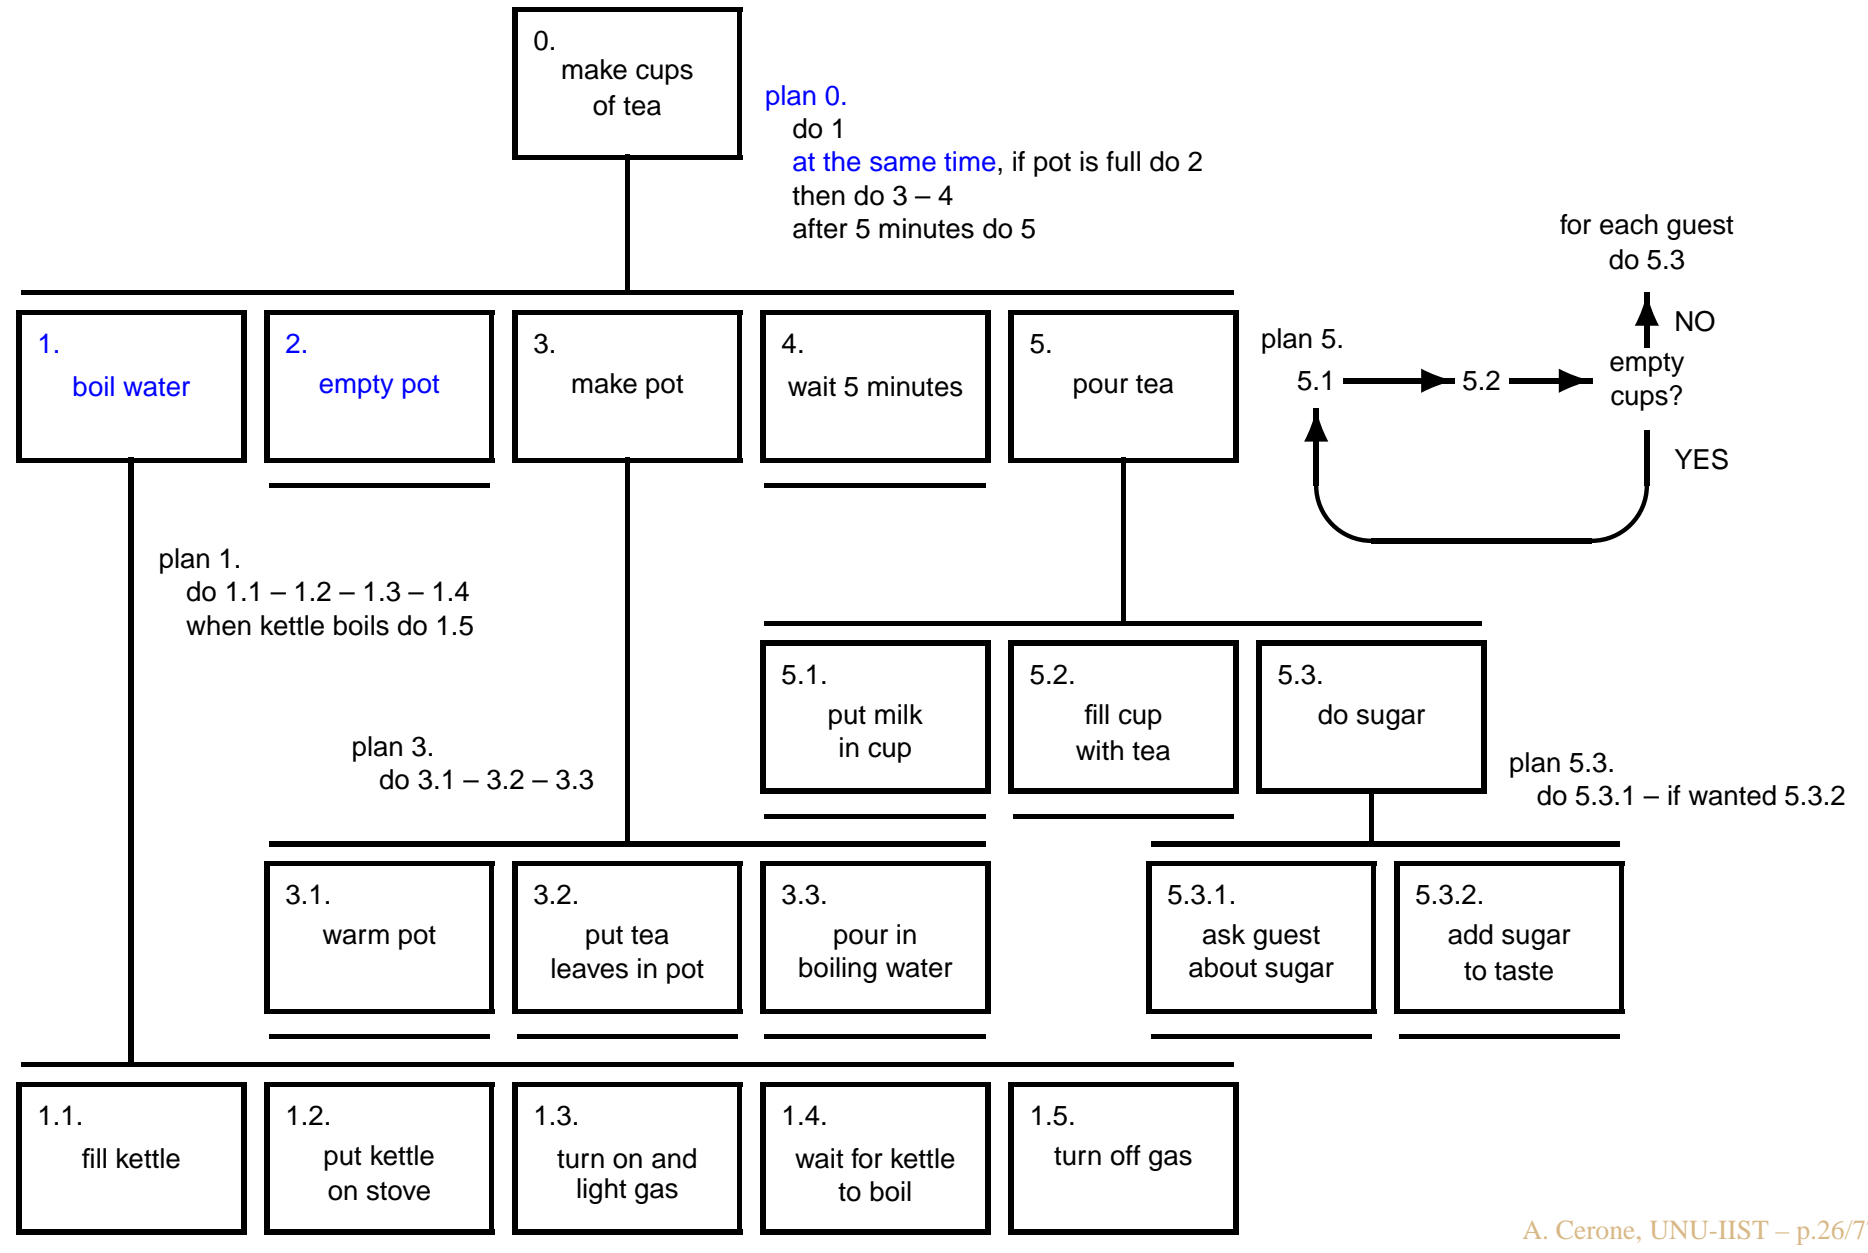 0.
make cups
of tea
plan 0.
do 1
at the same time, if pot is full do 2
then do 3 – 4
after 5 minutes do 5
for each guest
do 5.3
NO
empty
cups?
YES
plan 5.
5.1
5.2
1.
boil water
2.
empty pot
3.
make pot
4.
wait 5 minutes
5.
pour tea
plan 1.
do 1.1 – 1.2 – 1.3 – 1.4
when kettle boils do 1.5
plan 3.
do 3.1 – 3.2 – 3.3
5.1.
put milk
in cup
5.2.
fill cup
with tea
5.3.
do sugar
plan 5.3.
do 5.3.1 – if wanted 5.3.2
3.1.
warm pot
3.2.
put tea
leaves in pot
3.3.
pour in
boiling water
5.3.1.
ask guest
about sugar
5.3.2.
add sugar
to taste
1.1.
fill kettle
1.2.
put kettle
on stove
1.3.
turn on and
light gas
1.4.
wait for kettle
to boil
1.5.
turn off gas
A. Cerone, UNU-IIST – p.26/7